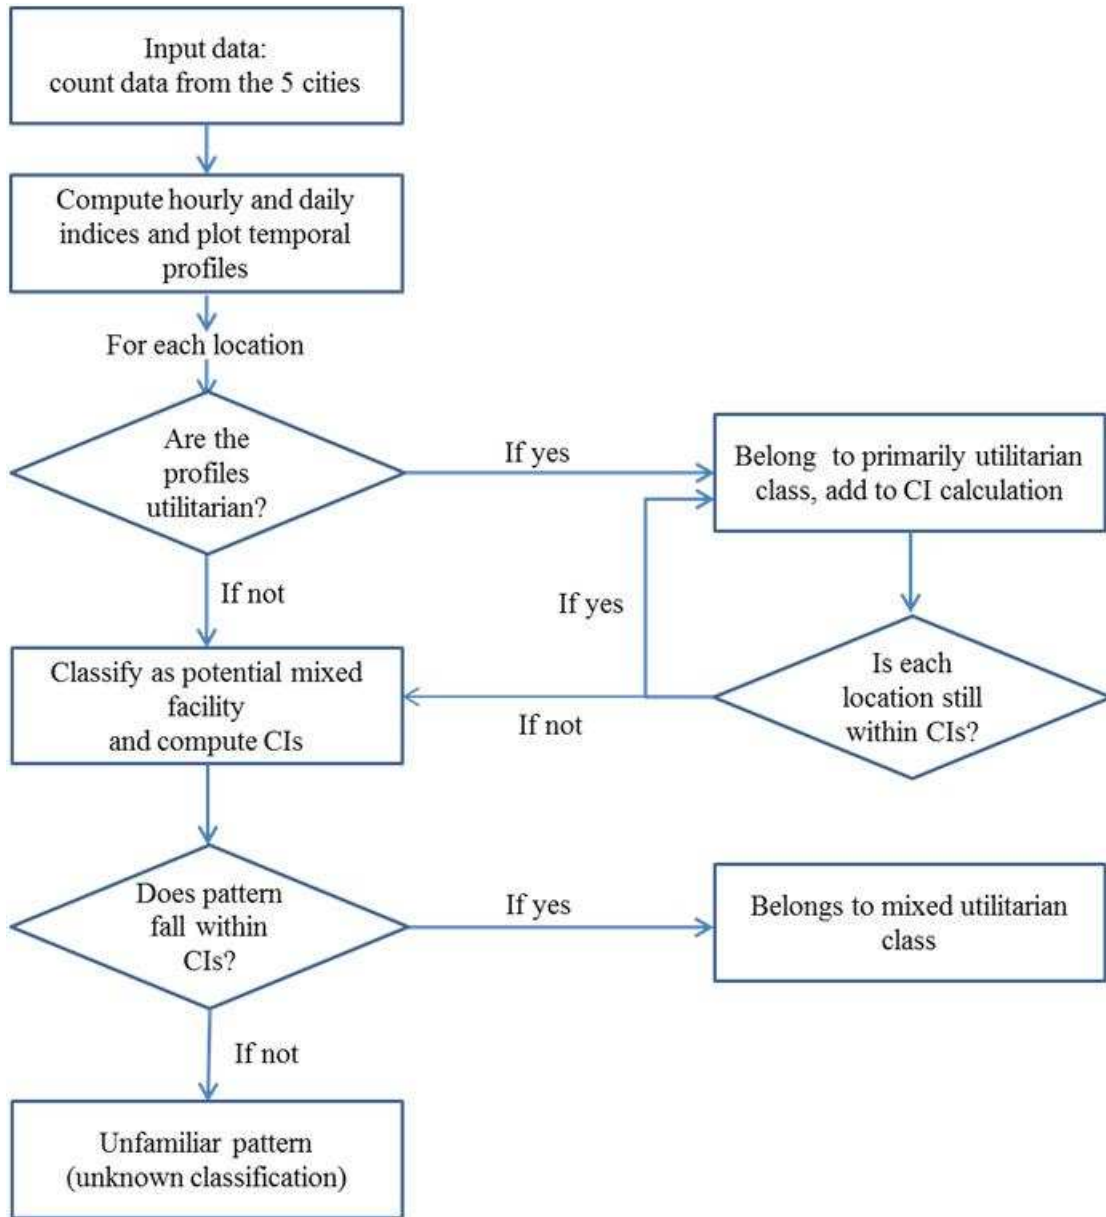 Input data:
count data from the 5 cities
Compute hourly and daily
indices and plot temporal
profiles
For each location
Are the
profiles
utilitarian?
If yes
Belong to primarily utilitarian
class, add to CI calculation
If not
If yes
Classify as potential mixed
facility
and compute CIs
If not
Is each
location still
within CIs?
Does pattern
fall within
CIs?
If yes
Belongs to mixed utilitarian
class
If not
Unfamiliar pattern
(unknown classification)